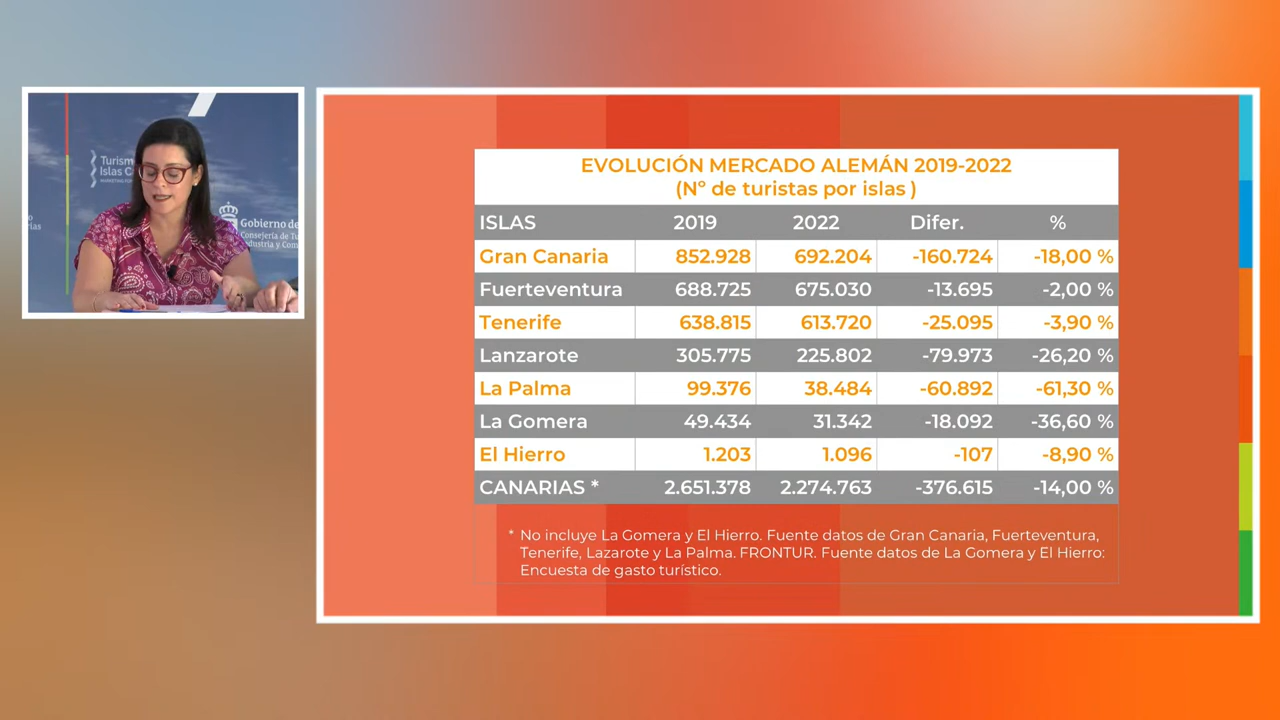 Turism
Islas C
Gobierno de
Consejería de Tu
Industria y Com
EVOLUCIÓN MERCADO ALEMÁN 2019-2022
(Nº de turistas por islas )
ISLAS 2019 2022 Difer. %
Gran Canaria 852.928 692.204 -160.724 -18,00 %
Fuerteventura 688.725 675.030 -13.695 -2,00 %
Tenerife 638.815 613.720 -25.095 -3,90 %
Lanzarote 305.775 225.802 -79.973 -26,20 %
La Palma 99.376 38.484 -60.892 -61,30 %
La Gomera 49.434 31.342 -18.092 -36,60 %
El Hierro 1.203 1.096 -107 -8,90 %
CANARIAS * 2.651.378 2.274.763 -376.615 -14,00 %
* No incluye La Gomera y El Hierro. Fuente datos de Gran Canaria, Fuerteventura,
Tenerife, Lazarote y La Palma. FRONTUR. Fuente datos de La Gomera y El Hierro:
Encuesta de gasto turístico.